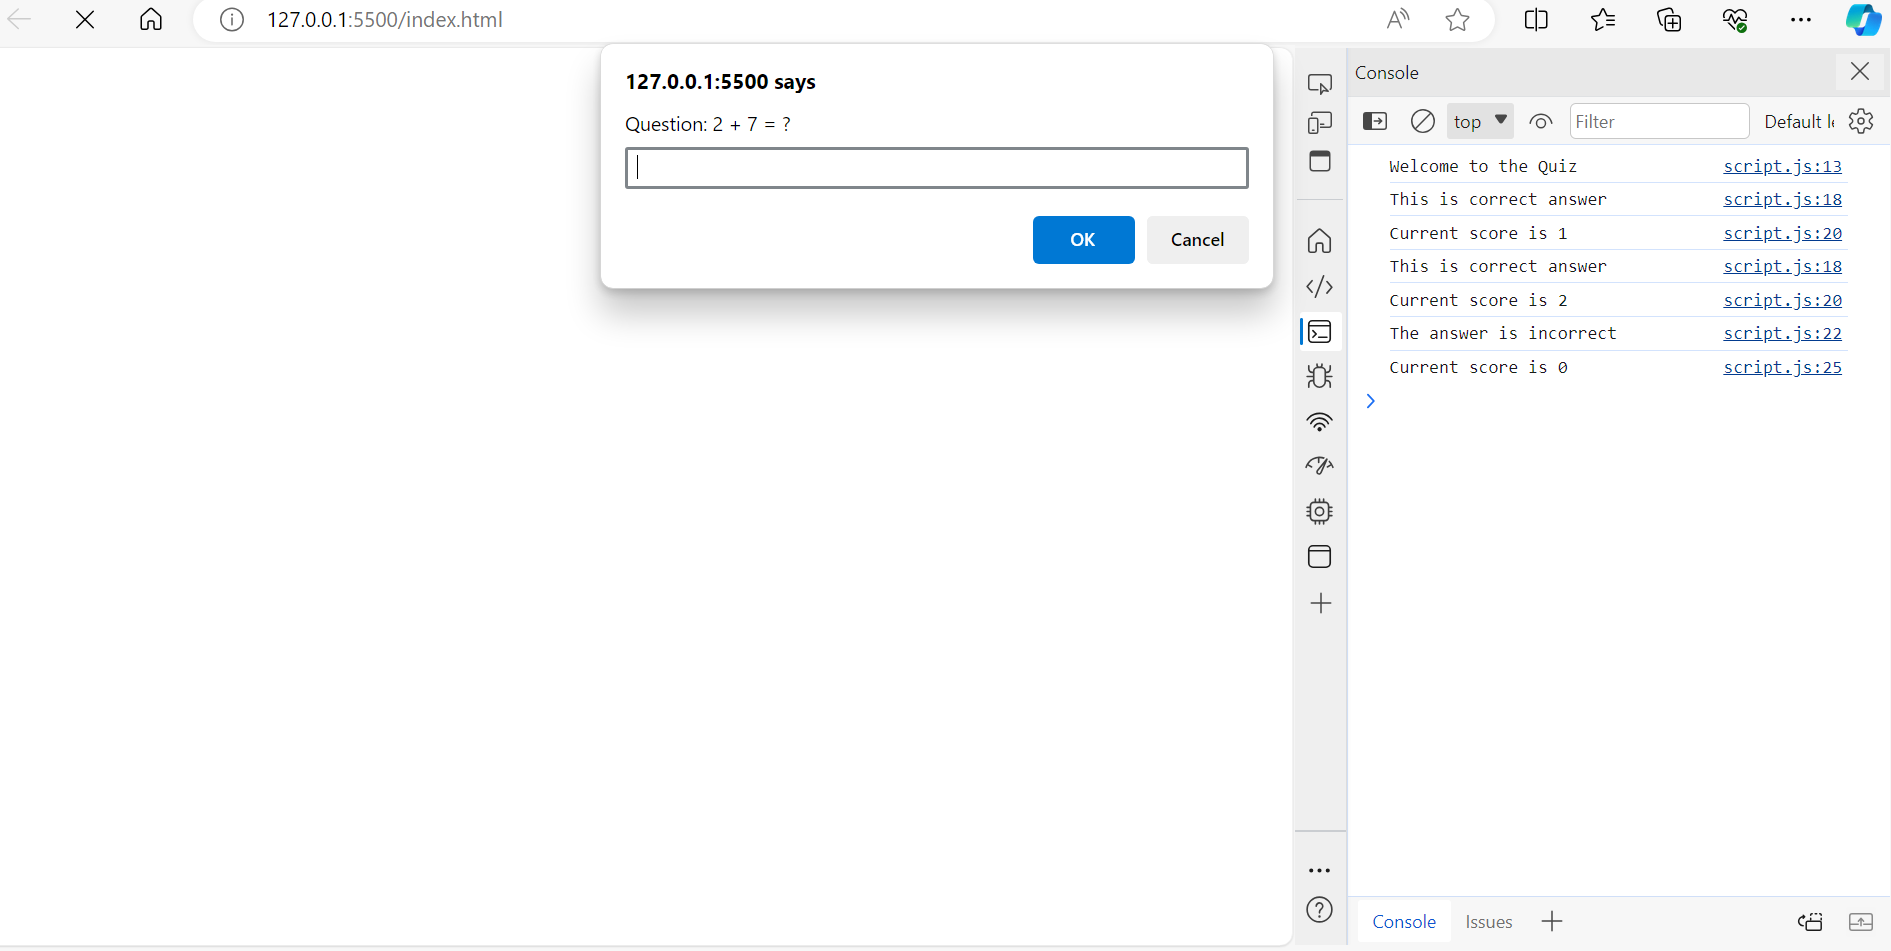 127.0.0.1:5500/index.html
127.0.0.1:5500 says
Question: 2 + 7 = ?
OK
Cancel
Console
top
Filter
Default l
Welcome to the Quiz script.js:13
This is correct answer script.js:18
Current score is 1 script.js:20
This is correct answer script.js:18
Current score is 2 script.js:20
The answer is incorrect script.js:22
Current score is 0 script.js:25
Console
Issues